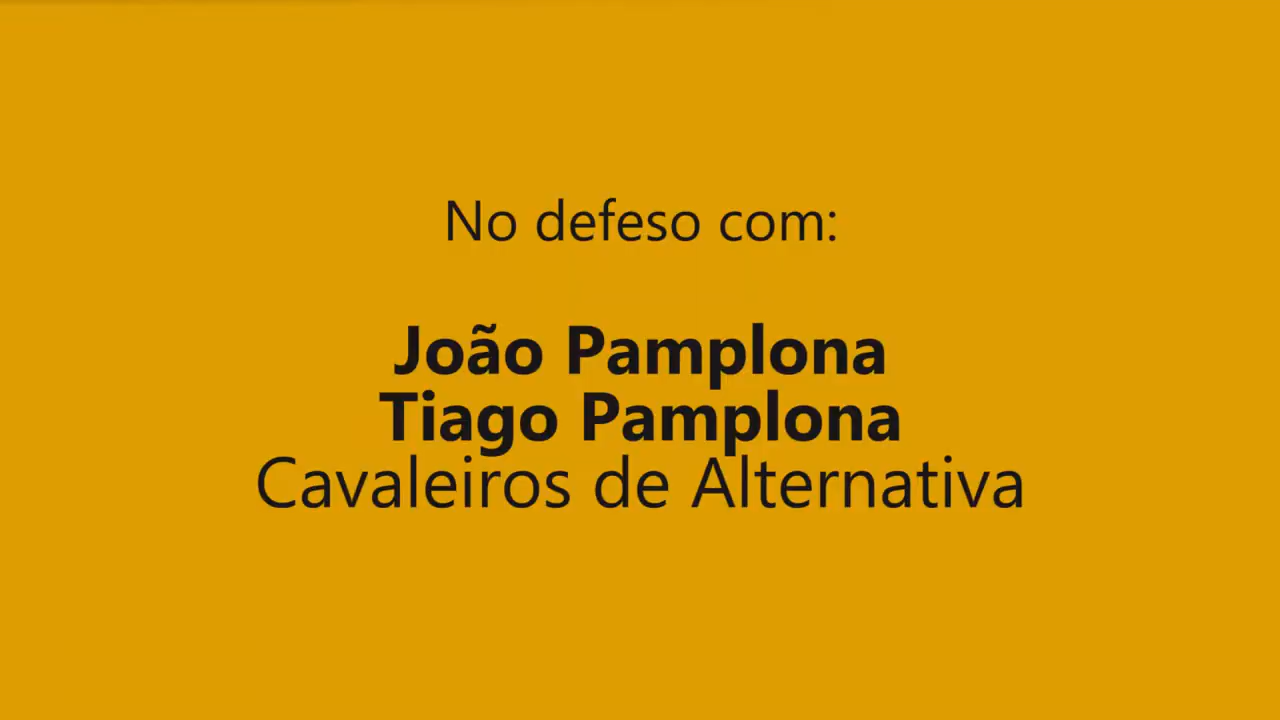 No defeso com:
João Pamplona
Tiago Pamplona
Cavaleiros de Alternativa